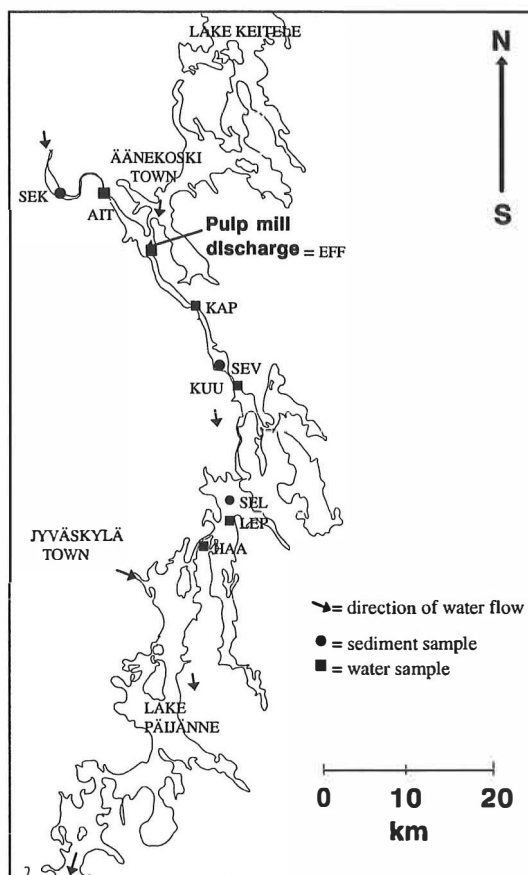 LAKE KEITELE
N
ÄÄNEKOSKI
TOWN
SEK
AIT
S
Pulp mill
discharge = EFF
KAP
SEV
KUU
SEL
LEP
JYVÄSKYLÄ
TOWN
HAA
= direction of water flow
= sediment sample
= water sample
LAKE
PÄIJÄNNE
0 10 20
km